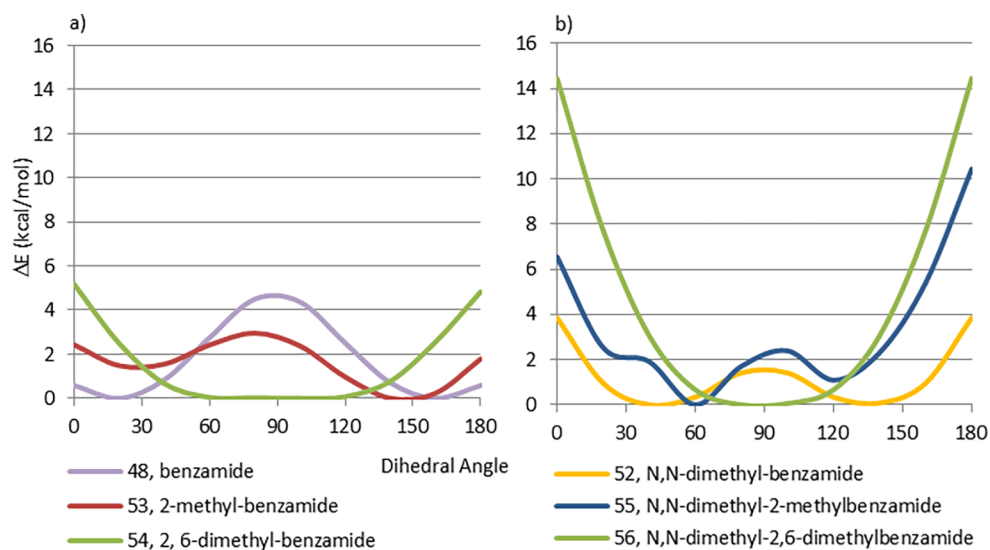 a)
16
14
12
10
8
6
4
2
0
ΔE (kcal/mol)
0 30 60 90 120 150 180
Dihedral Angle
48, benzamide
53, 2-methyl-benzamide
54, 2, 6-dimethyl-benzamide
b)
16
14
12
10
8
6
4
2
0
0 30 60 90 120 150 180
52, N,N-dimethyl-benzamide
55, N,N-dimethyl-2-methylbenzamide
56, N,N-dimethyl-2,6-dimethylbenzamide